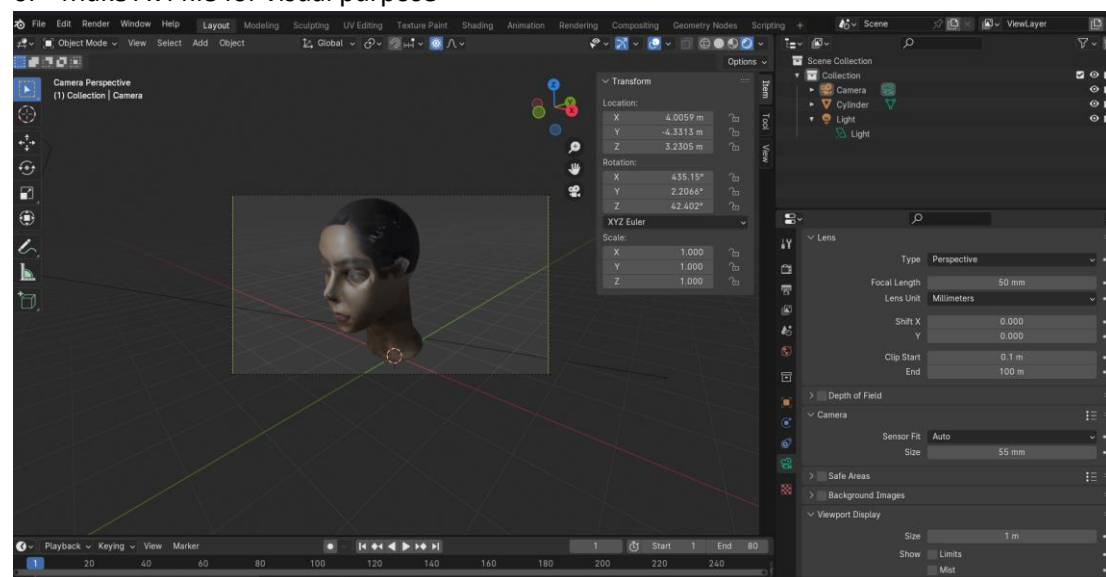 File Edit Render Window Help Layout Modeling Sculpting UV Editing Texture Paint Shading Animation Rendering Compositing Geometry Nodes Scripting + Scene ViewLayer
Object Mode View Select Add Object Global
Options
Camera Perspective
(1) Collection | Camera
Z
Transform
Location:
X 4.0059 m
Y -4.3313 m
Z 3.2305 m
Rotation:
X 435.15°
Y 2.2066°
Z 42.402°
XYZ Euler
Scale:
X 1.000
Y 1.000
Z 1.000
Item
Tool
View
Scene Collection
Collection
Camera
Cylinder
Light
Light
Lens
Type Perspective
Focal Length 50 mm
Lens Unit Millimeters
Shift X 0.000
Y 0.000
Clip Start 0.1 m
End 100 m
Depth of Field
Camera
Sensor Fit Auto
Size 55 mm
Safe Areas
Background Images
Viewport Display
Size 1 m
Show Limits
Mist
Playback Keying View Marker 1 Start 1 End 80
1 20 40 60 80 100 120 140 160 180 200 220 240